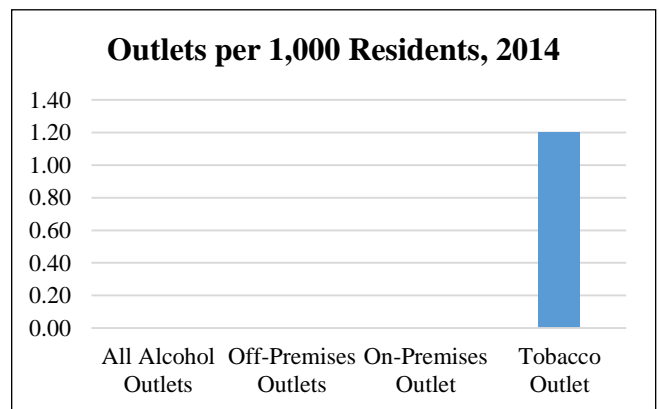 Outlets per 1,000 Residents, 2014
1.40
1.20
1.00
0.80
0.60
0.40
0.20
0.00
All Alcohol Outlets
Off-Premises Outlets
On-Premises Outlet
Tobacco Outlet